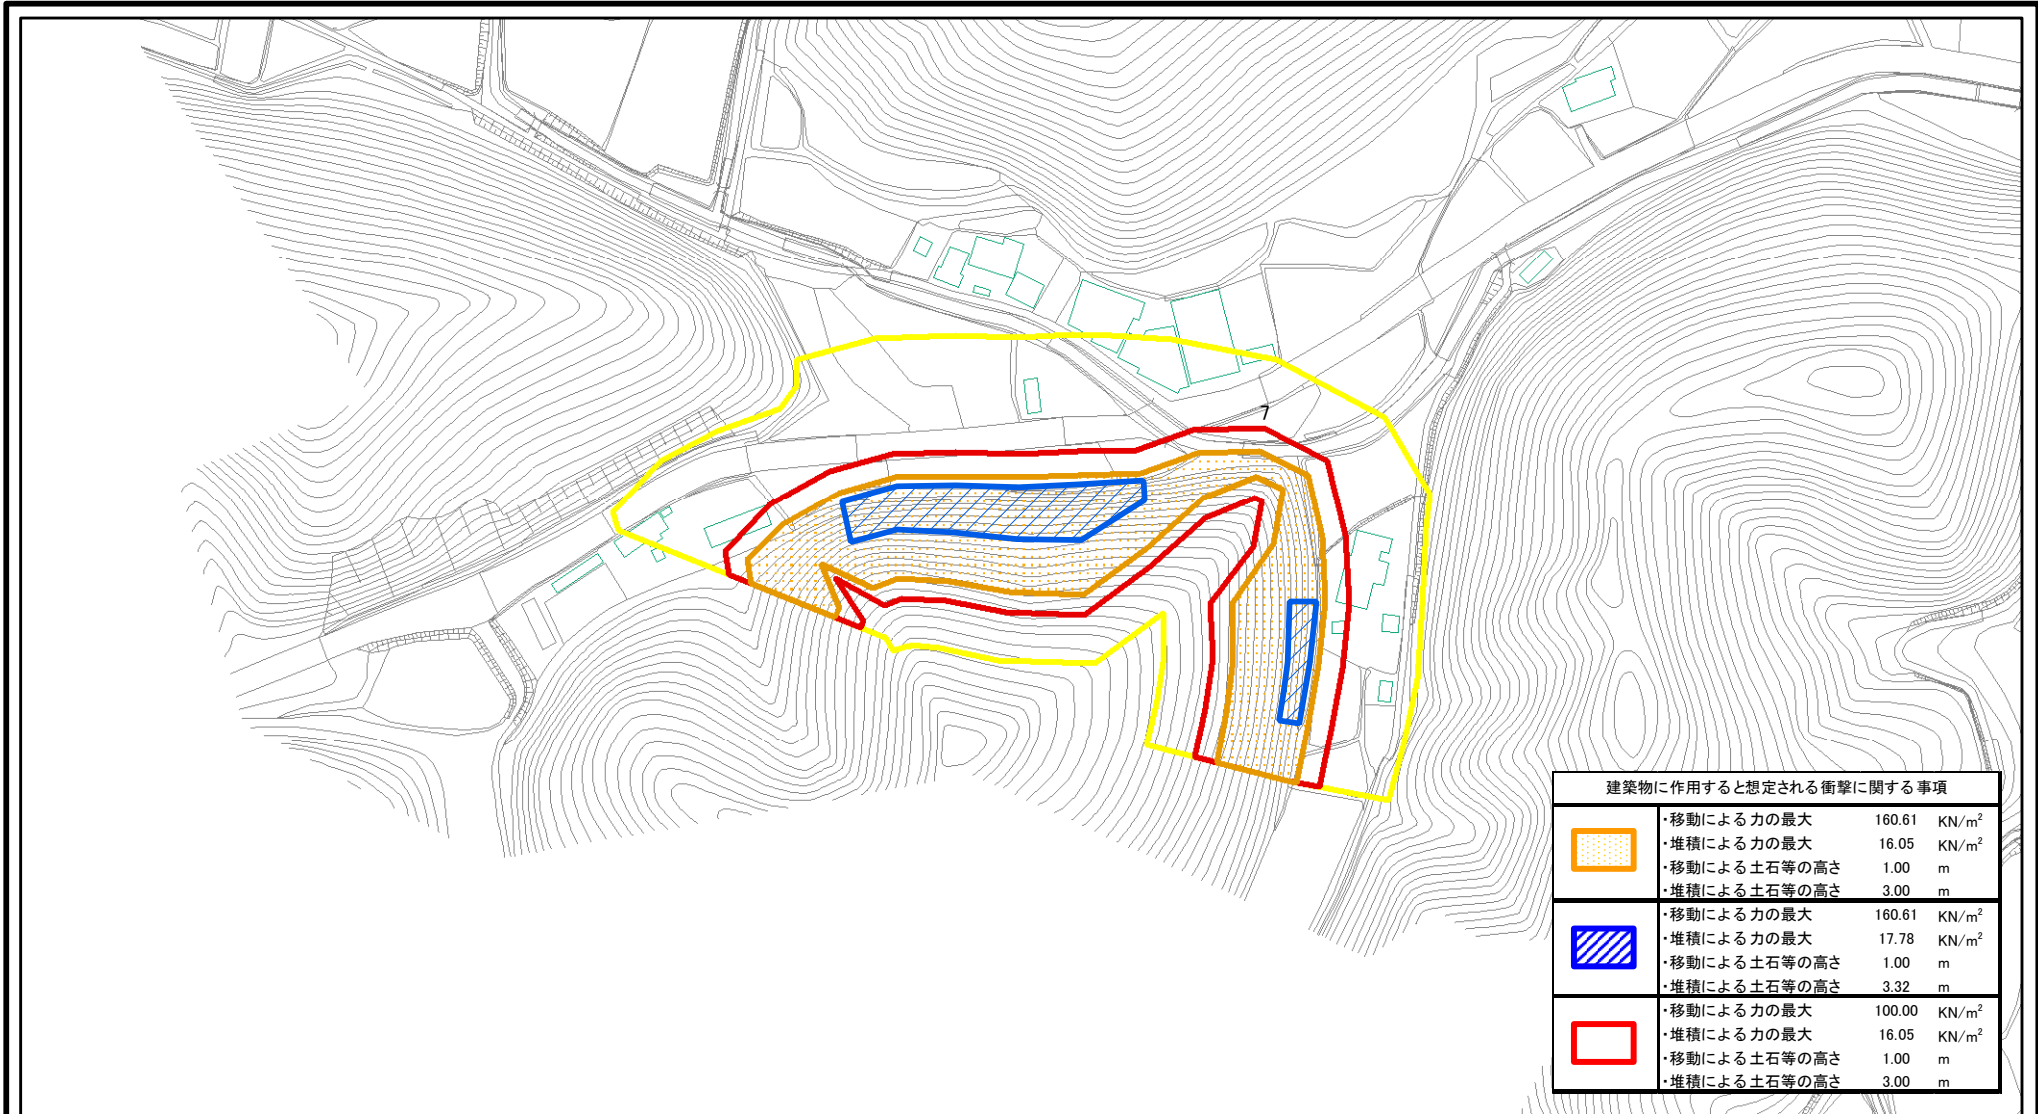 7
建築物に作用すると想定される衝撃に関する事項
・移動による力の最大 160.61 KN/m²
・堆積による力の最大 16.05 KN/m²
・移動による土石等の高さ 1.00 m
・堆積による土石等の高さ 3.00 m
・移動による力の最大 160.61 KN/m²
・堆積による力の最大 17.78 KN/m²
・移動による土石等の高さ 1.00 m
・堆積による土石等の高さ 3.32 m
・移動による力の最大 100.00 KN/m²
・堆積による力の最大 16.05 KN/m²
・移動による土石等の高さ 1.00 m
・堆積による土石等の高さ 3.00 m